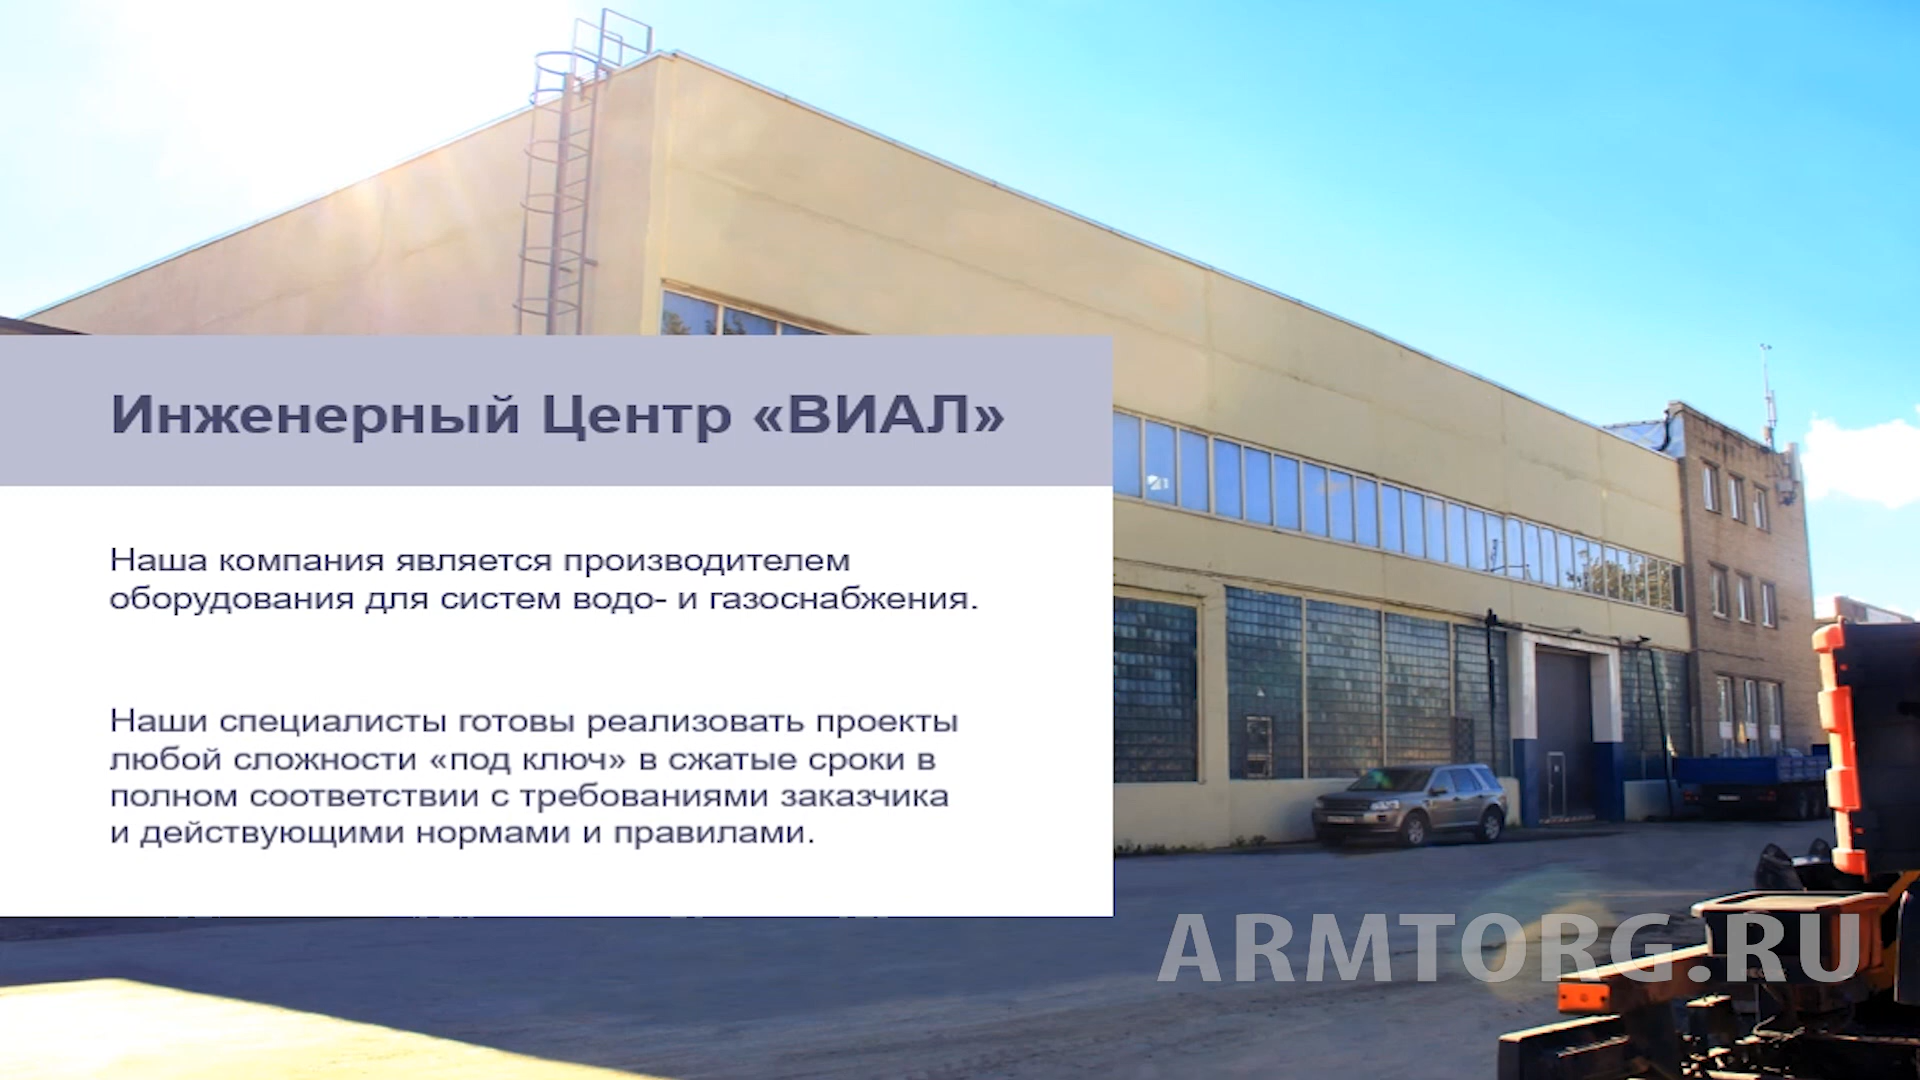 Инженерный Центр «ВИАЛ»
Наша компания является производителем
оборудования для систем водо- и газоснабжения.
Наши специалисты готовы реализовать проекты
любой сложности «под ключ» в сжатые сроки в
полном соответствии с требованиями заказчика
и действующими нормами и правилами.
ARMTORG.RU